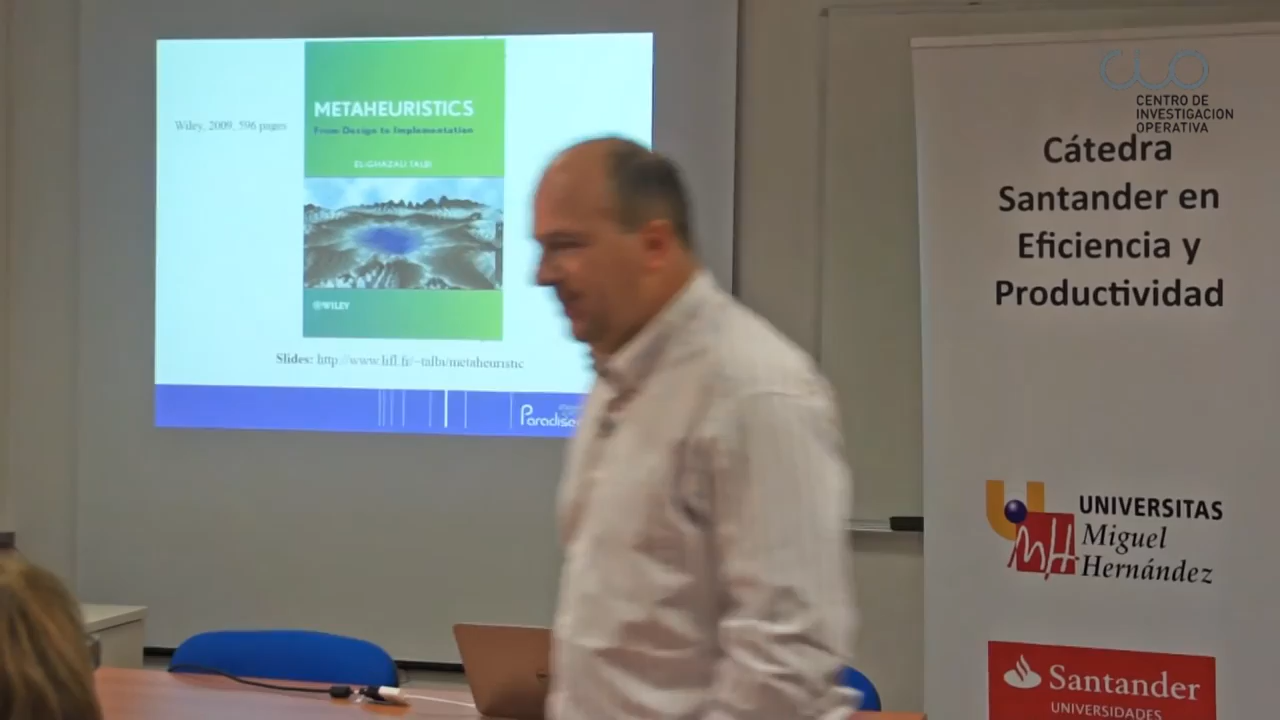 METAHEURISTICS
From Design to Implementation
Wiley, 2009, 596 pages
EL-GHAZALI TALBI
WILEY
Slides: http://www.lifl.fr/~talbi/metaheuristic
CIO
CENTRO DE
INVESTIGACION
OPERATIVA
Cátedra
Santander en
Eficiencia y
Productividad
UNIVERSITAS
Miguel
Hernández
Santander
UNIVERSIDADES